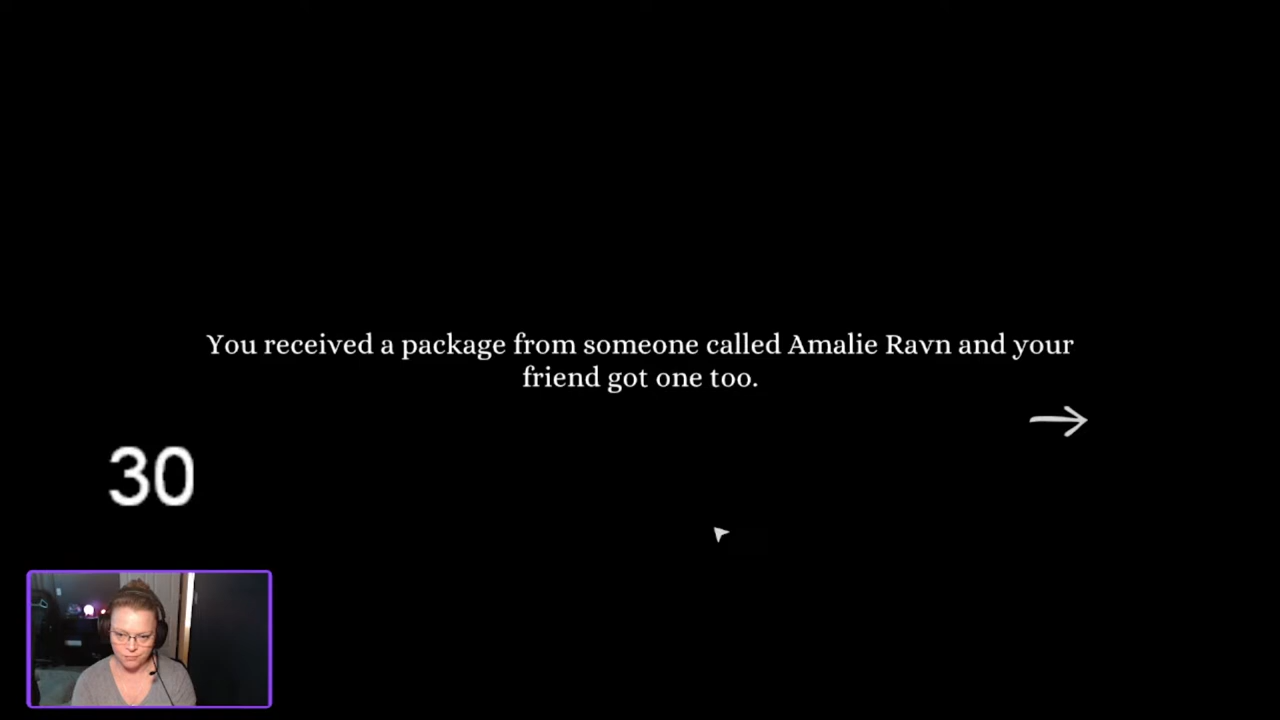 You received a package from someone called Amalie Ravn and your
friend got one too.
30